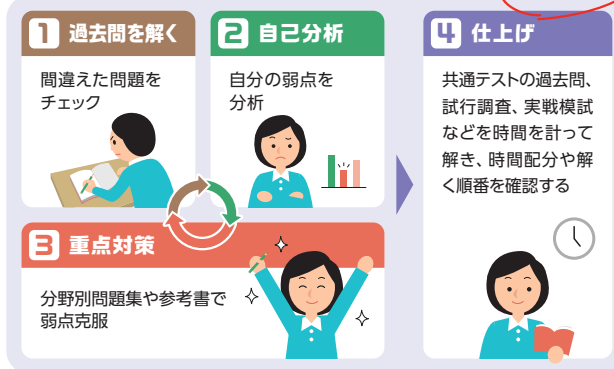 1 過去問を解く
間違えた問題を
チェック
2 自己分析
自分の弱点を
分析
3 重点対策
分野別問題集や参考書で
弱点克服
4 仕上げ
共通テストの過去問、
試行調査、実戦模試
などを時間を計って
解き、時間配分や解
く順番を確認する